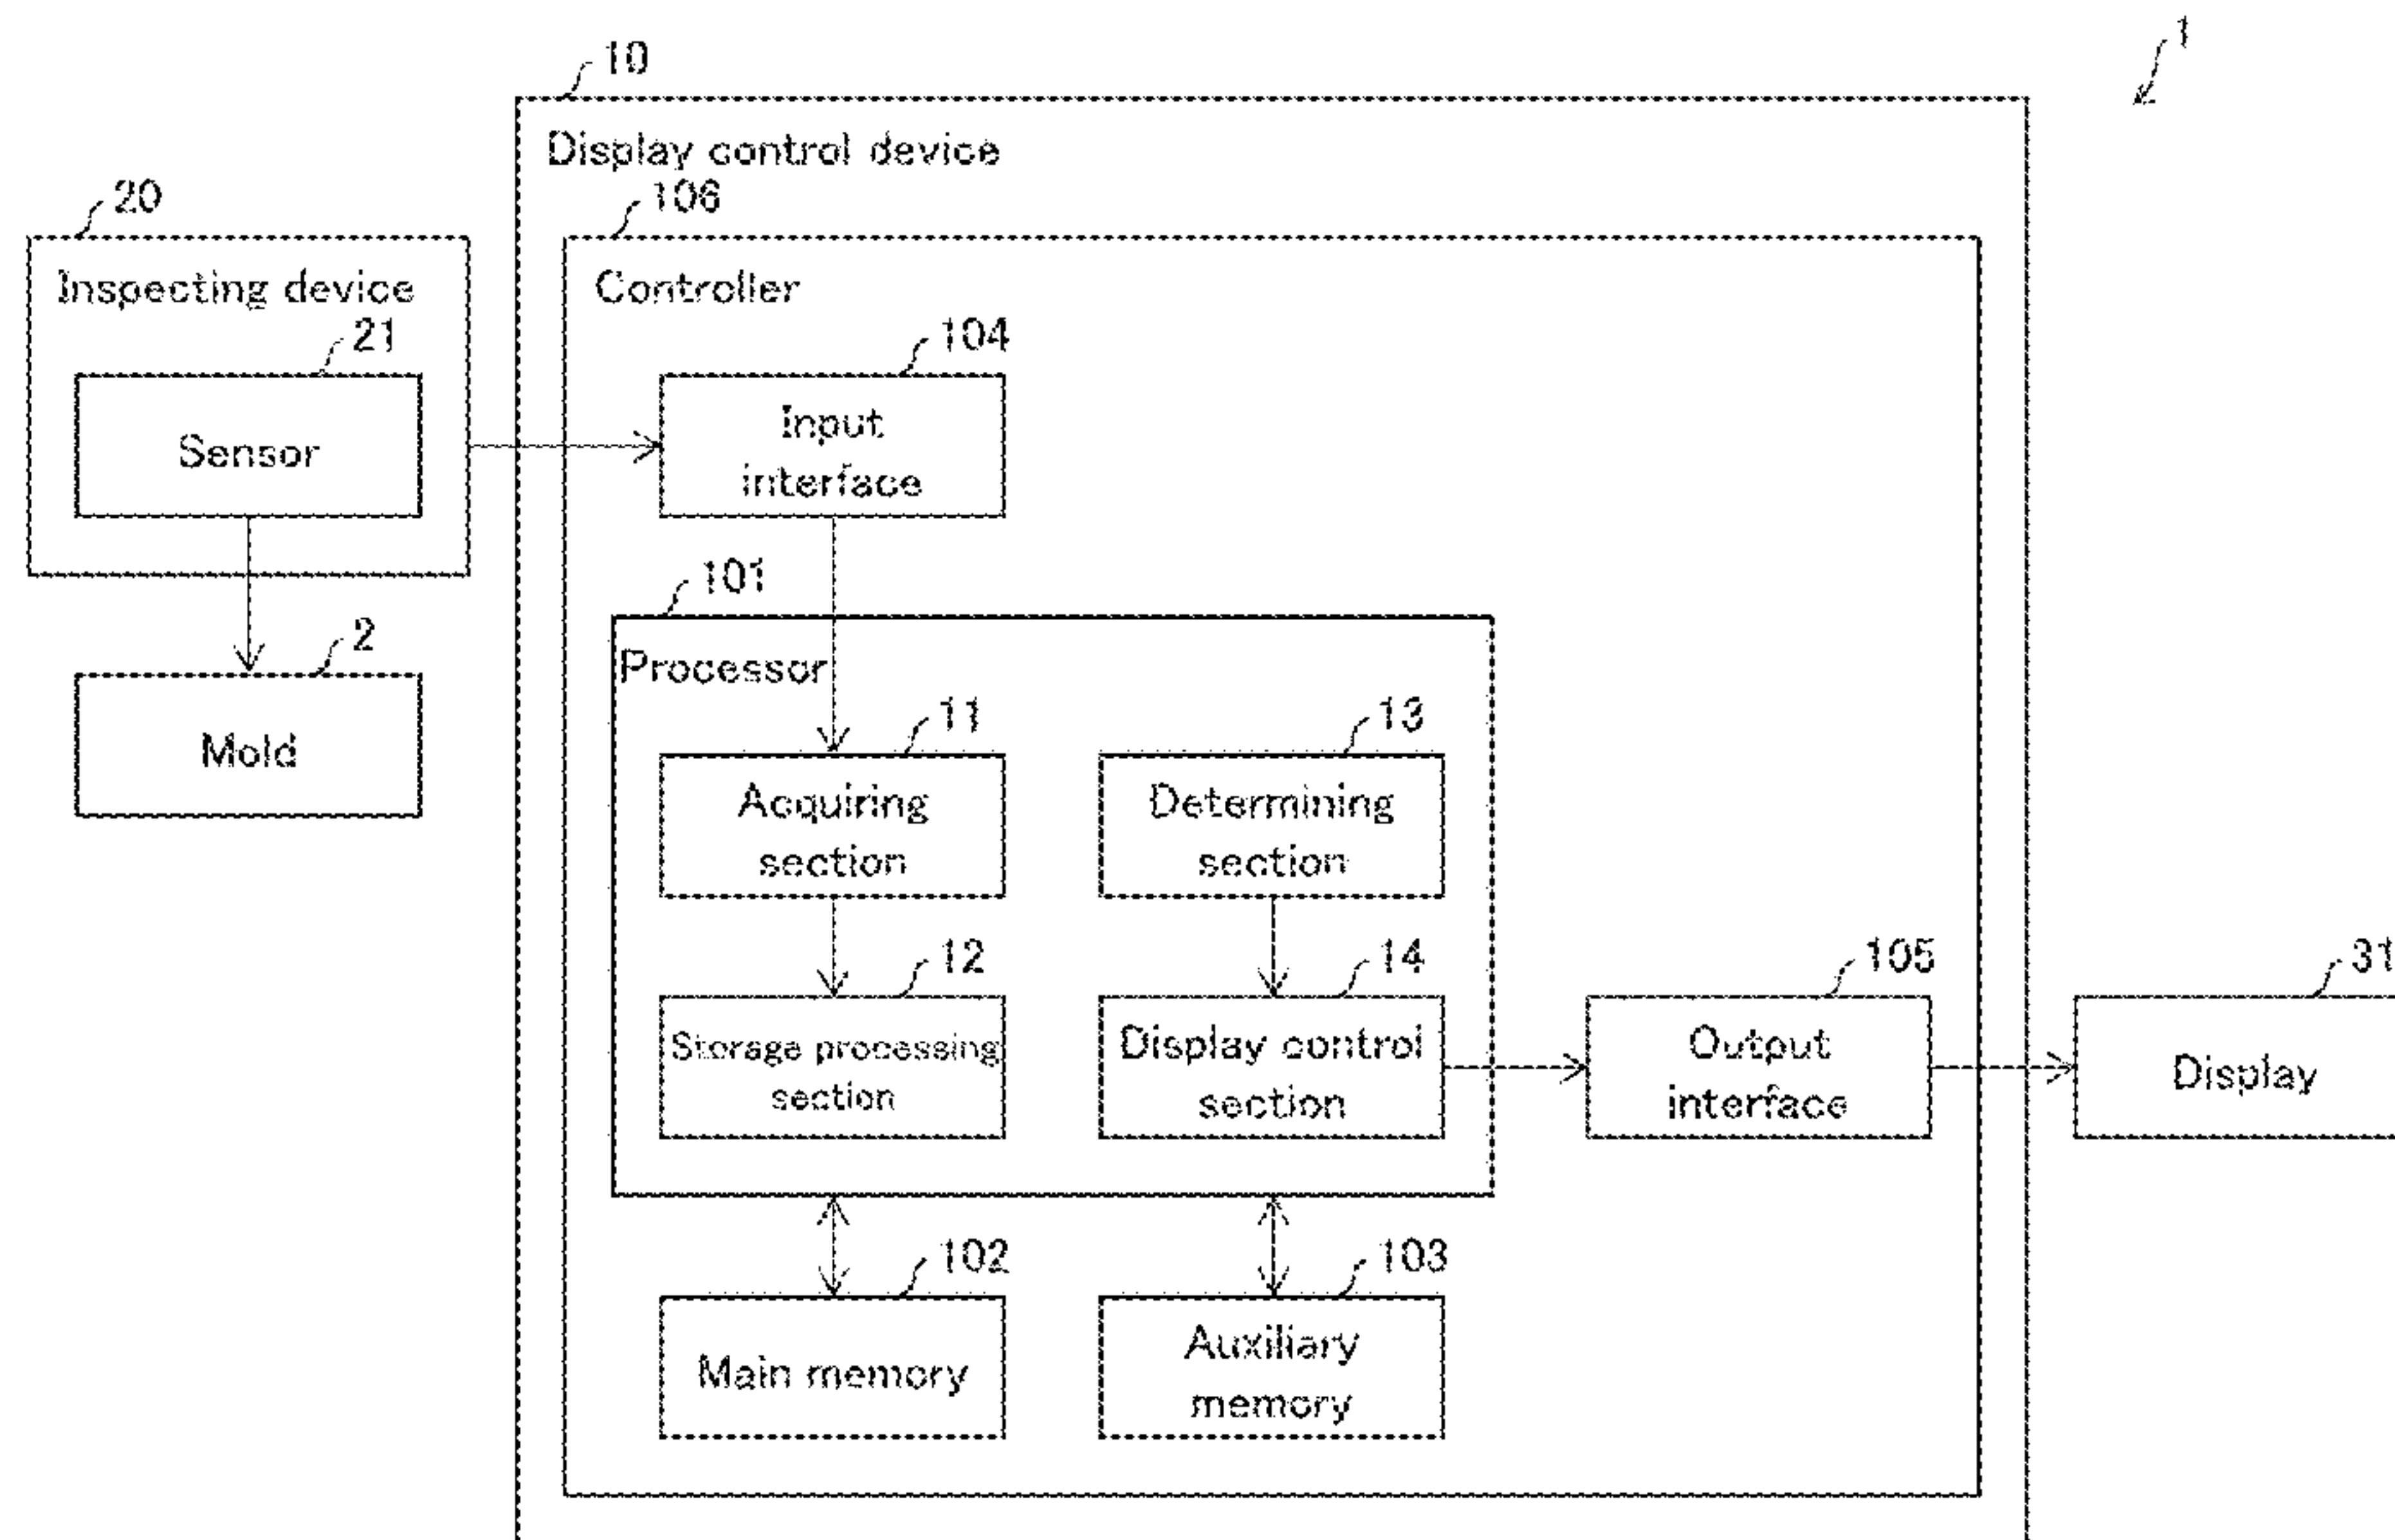 1
10
Display control device
20
106
Inspecting device
Controller
21
104
Sensor
Input
interface
101
2
Processor
Mold
11
13
Acquiring
section
Determining
section
12
14
105
31
Storage processing
section
Display control
section
Output
interface
Display
102
103
Main memory
Auxiliary
memory